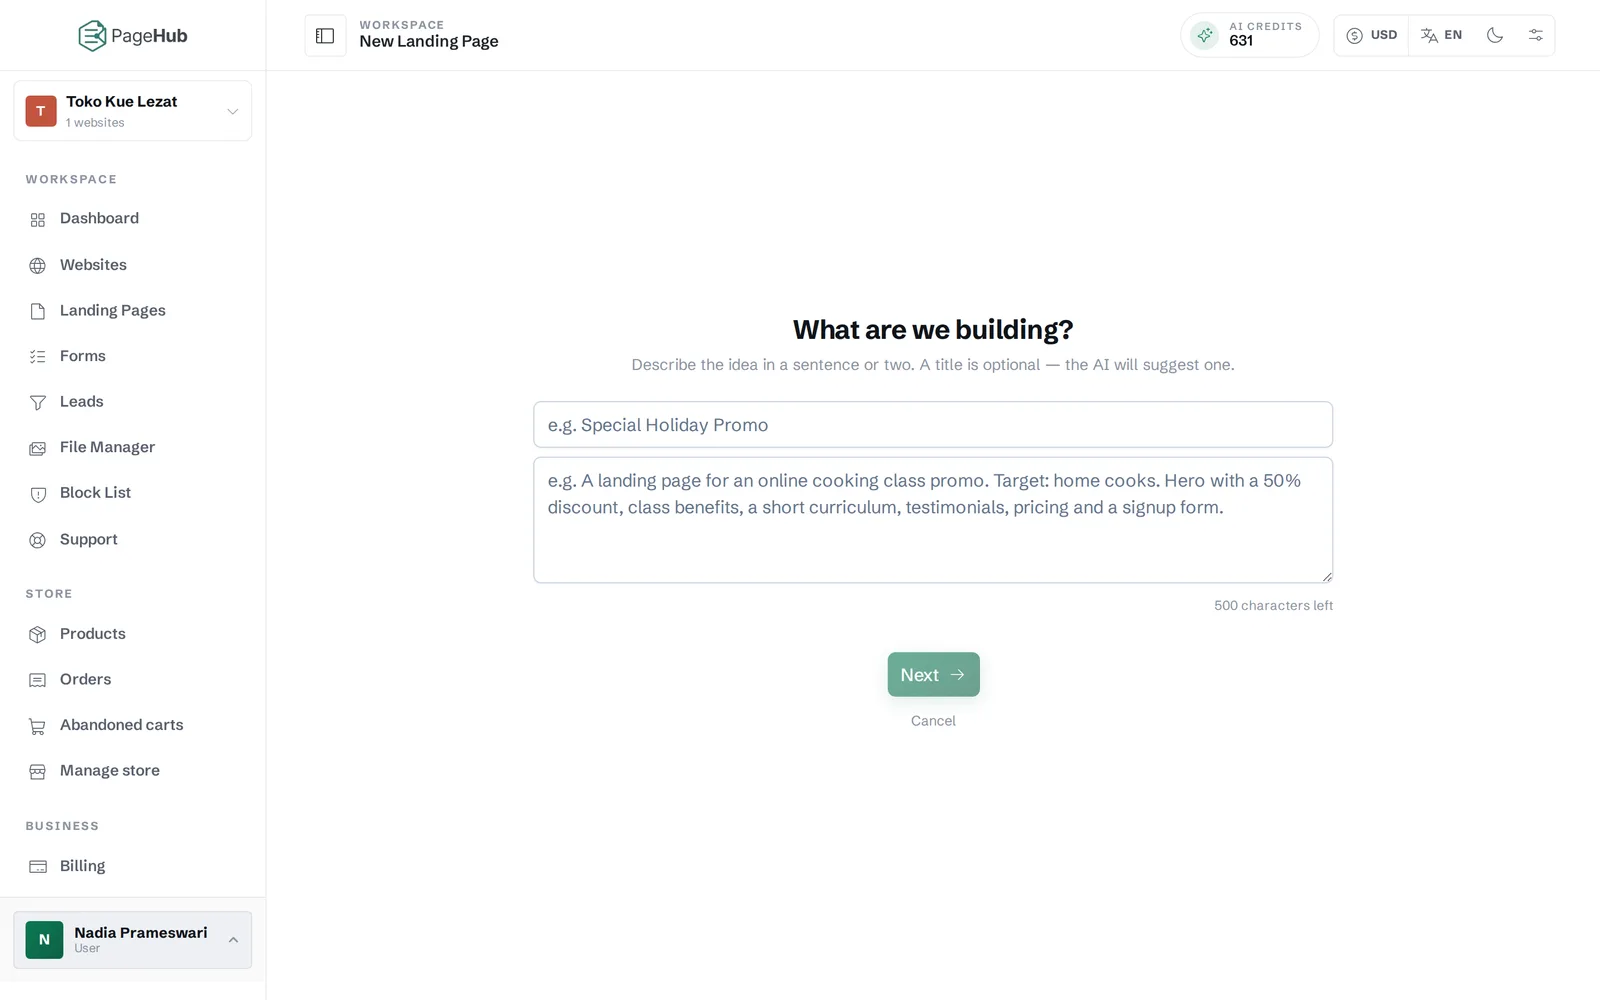 PageHub
WORKSPACE
New Landing Page
AI CREDITS
631
USD
EN
T
Toko Kue Lezat
1 websites
WORKSPACE
Dashboard
Websites
Landing Pages
Forms
Leads
File Manager
Block List
Support
STORE
Products
Orders
Abandoned carts
Manage store
BUSINESS
Billing
N
Nadia Prameswari
User
What are we building?
Describe the idea in a sentence or two. A title is optional — the AI will suggest one.
e.g. Special Holiday Promo
e.g. A landing page for an online cooking class promo. Target: home cooks. Hero with a 50%
discount, class benefits, a short curriculum, testimonials, pricing and a signup form.
500 characters left
Next
Cancel